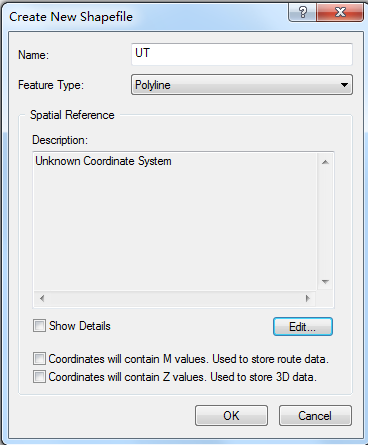 Create New Shapefile
Name: UT
Feature Type: Polyline
Spatial Reference
Description:
Unknown Coordinate System
Show Details
Edit...
Coordinates will contain M values. Used to store route data.
Coordinates will contain Z values. Used to store 3D data.
OK Cancel